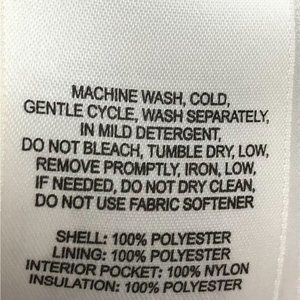 MACHINE WASH, COLD,
GENTLE CYCLE, WASH SEPARATELY,
IN MILD DETERGENT,
DO NOT BLEACH, TUMBLE DRY, LOW,
REMOVE PROMPTLY, IRON, LOW,
IF NEEDED, DO NOT DRY CLEAN,
DO NOT USE FABRIC SOFTENER
SHELL: 100% POLYESTER
LINING: 100% POLYESTER
INTERIOR POCKET: 100% NYLON
INSULATION: 100% POLYESTER